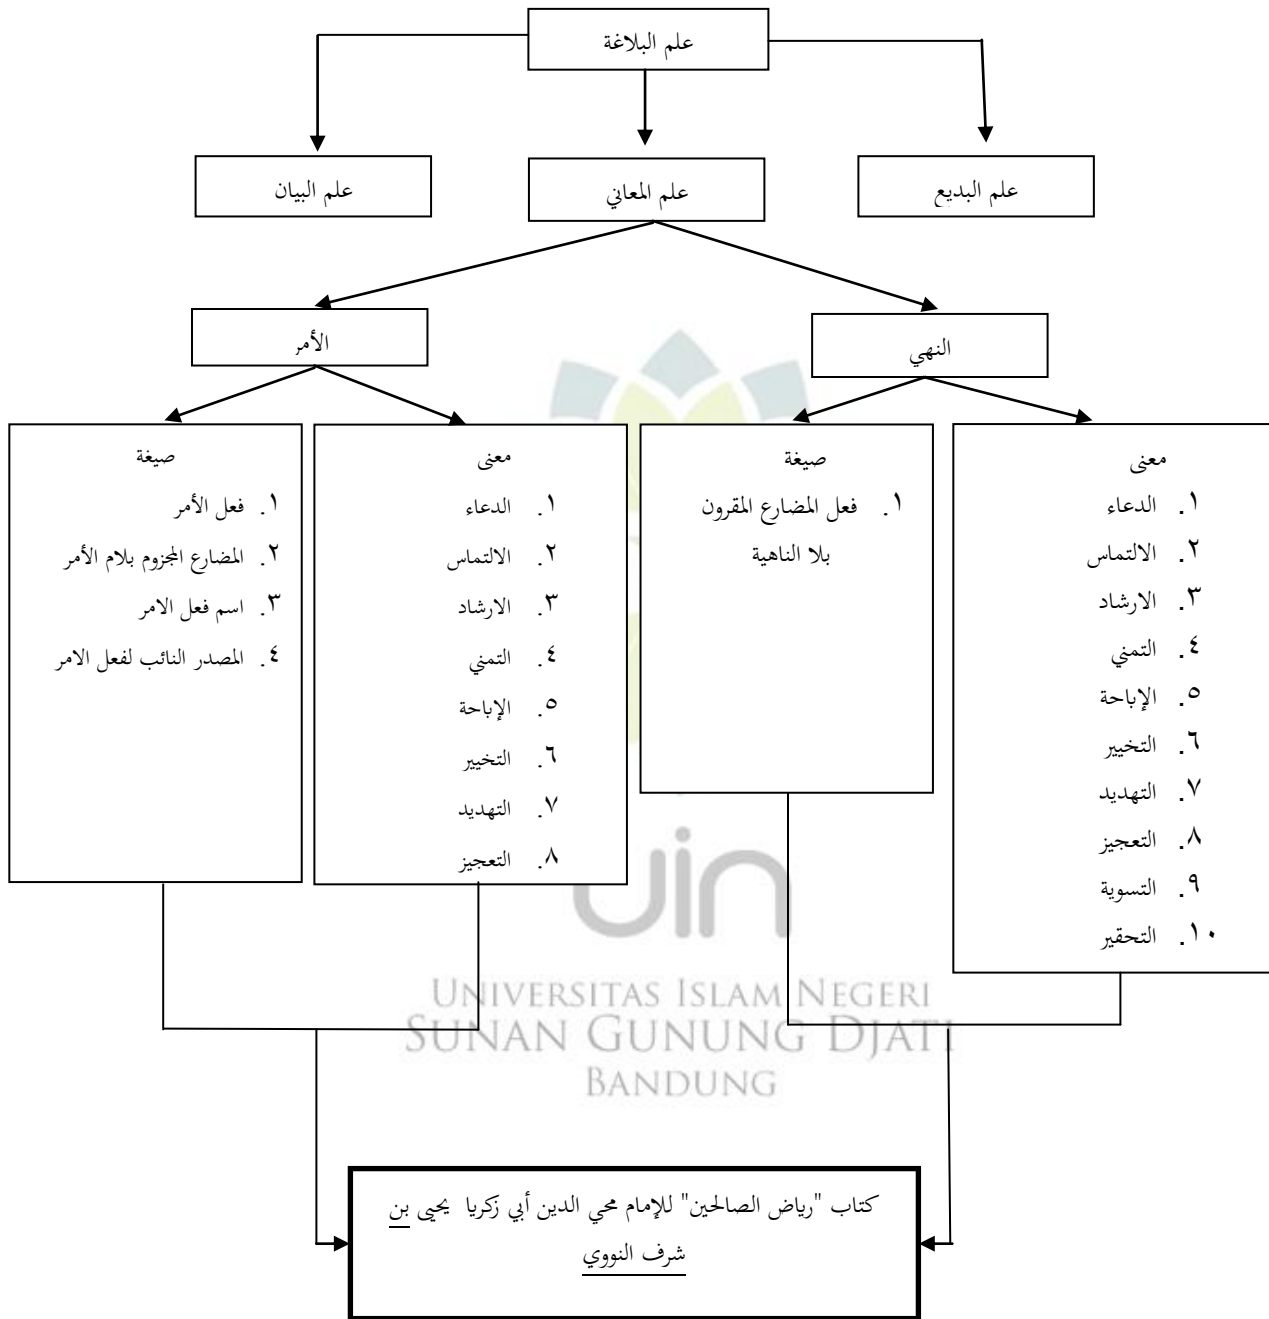 علم البلاغة
علم البديع
علم المعاني
علم البيان
النهي
الأمر
معنى
١. الدعاء
٢. الالتماس
٣. الارشاد
٤. التمني
٥. الإباحة
٦. التخيير
٧. التهديد
٨. التعجيز
٩. التسوية
١٠. التحقير
صيغة
١. فعل المضارع المقرون
بلا الناهية
معنى
١. الدعاء
٢. الالتماس
٣. الارشاد
٤. التمني
٥. الإباحة
٦. التخيير
٧. التهديد
٨. التعجيز
صيغة
١. فعل الأمر
٢. المضارع المجزوم بلام الأمر
٣. اسم فعل الامر
٤. المصدر النائب لفعل الامر
uin
UNIVERSITAS ISLAM NEGERI
SUNAN GUNUNG DJATI
BANDUNG
كتاب "رياض الصالحين" للإمام محي الدين أبي زكريا يحيى بن
شرف النووي